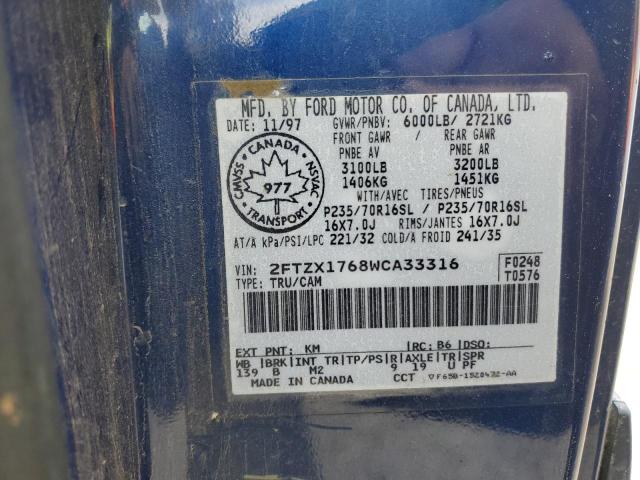 MFD. BY FORD MOTOR CO. OF CANADA, LTD.
DATE: 11/97 GVWR/PNBV: 6000LB/ 2721KG
FRONT GAWR / REAR GAWR
PNBE AV PNBE AR
3100LB 3200LB
1406KG 1451KG
WITH/AVEC TIRES/PNEUS
P235/70R16SL / P235/70R16SL
16X7.0J RIMS/JANTES 16X7.0J
AT/A kPa/PSI/LPC 221/32 COLD/A FROID 241/35
CANADA
CMVSS NSVAC
977
TRANSPORT
VIN: 2FTZX1768WCA33316
F0248
T0576
TYPE: TRU/CAM
EXT PNT: KM RC: B6 DSO:
WB BRK INT TR TP/PS R AXLE TR SPR
139 B M2 9 19 U PF
MADE IN CANADA CCT F65B-1520472-AA